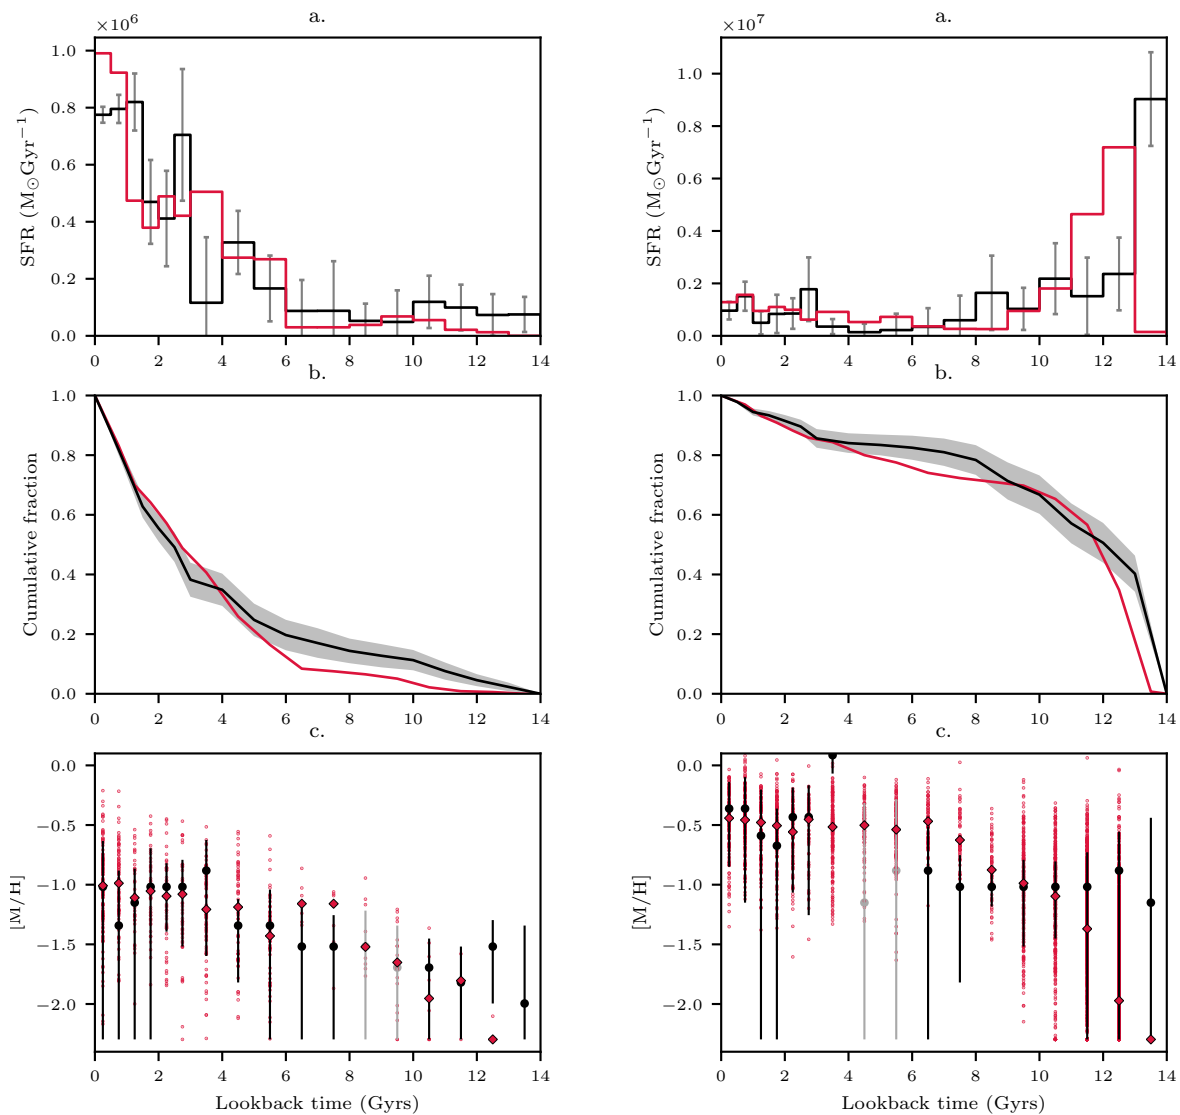 ×10⁶ a.
SFR (M⊙Gyr⁻¹)
1.0
0.8
0.6
0.4
0.2
0.0
0 2 4 6 8 10 12 14
b.
Cumulative fraction
1.0
0.8
0.6
0.4
0.2
0.0
0 2 4 6 8 10 12 14
c.
[M/H]
0.0
−0.5
−1.0
−1.5
−2.0
0 2 4 6 8 10 12 14
Lookback time (Gyrs)
×10⁷ a.
SFR (M⊙Gyr⁻¹)
1.0
0.8
0.6
0.4
0.2
0.0
0 2 4 6 8 10 12 14
b.
Cumulative fraction
1.0
0.8
0.6
0.4
0.2
0.0
0 2 4 6 8 10 12 14
c.
[M/H]
0.0
−0.5
−1.0
−1.5
−2.0
0 2 4 6 8 10 12 14
Lookback time (Gyrs)